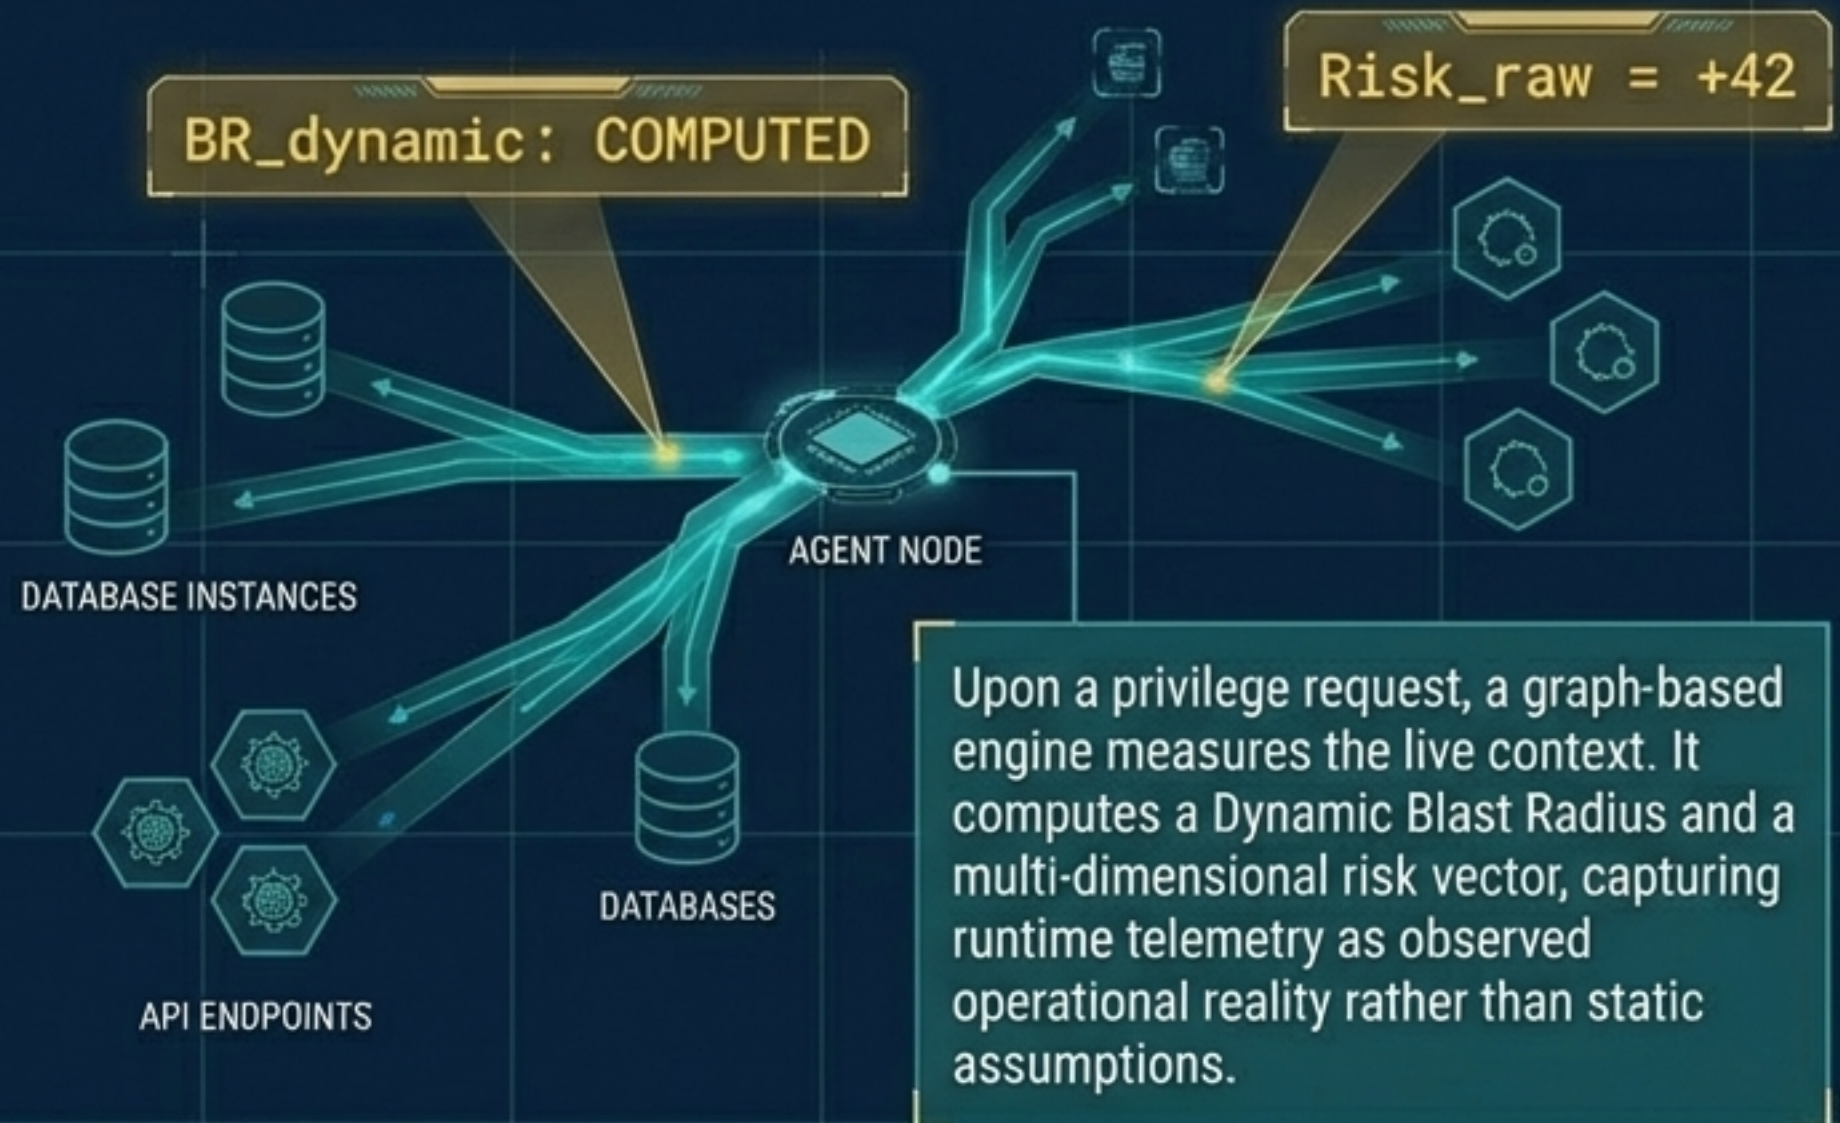 BR_dynamic: COMPUTED
Risk_raw = +42
AGENT NODE
DATABASE INSTANCES
DATABASES
API ENDPOINTS
Upon a privilege request, a graph-based
engine measures the live context. It
computes a Dynamic Blast Radius and a
multi-dimensional risk vector, capturing
runtime telemetry as observed
operational reality rather than static
assumptions.